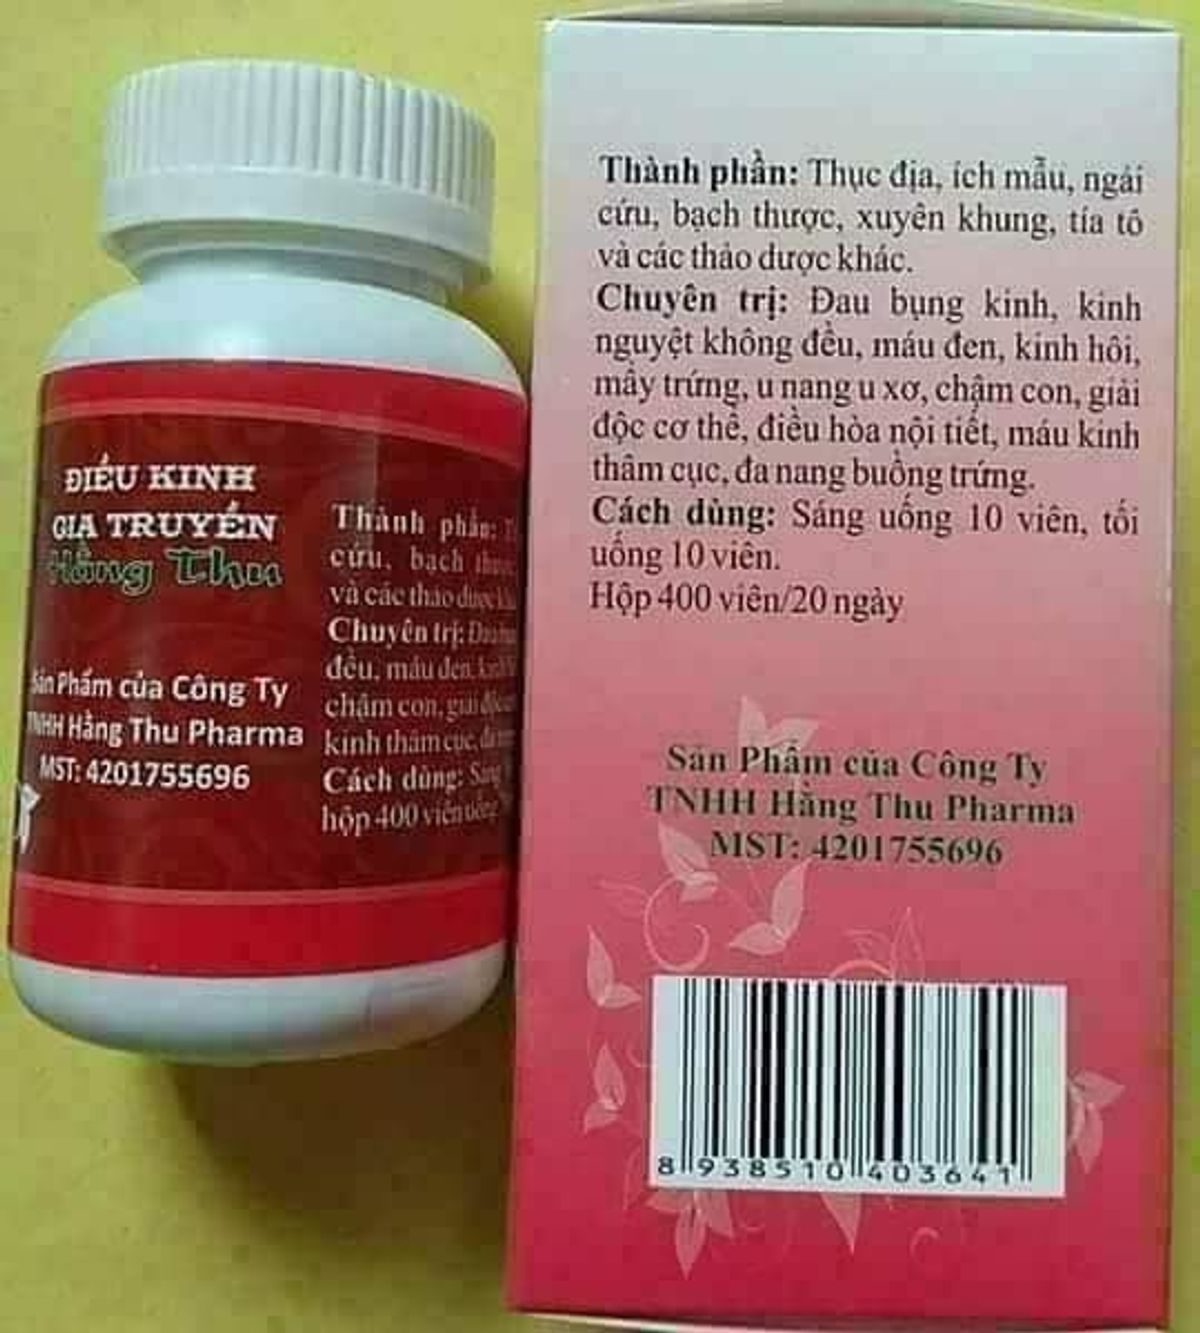 ĐIỀU KINH
GIA TRUYỀN
Hằng Thu
Sản Phẩm của Công Ty
TNHH Hằng Thu Pharma
MST: 4201755696
Thành phần:
cứu, bạch
và các thảo dược
Chuyên trị:
đều, máu đen,
chậm con, giải
kinh thâm cục,
Cách dùng:
hộp 400 viên
Thành phần: Thục địa, ích mẫu, ngải
cứu, bạch thược, xuyên khung, tía tô
và các thảo dược khác.
Chuyên trị: Đau bụng kinh, kinh
nguyệt không đều, máu đen, kinh hôi,
mây trứng, u nang u xơ, chậm con, giải
độc cơ thể, điều hòa nội tiết, máu kinh
thâm cục, đa nang buồng trứng.
Cách dùng: Sáng uống 10 viên, tối
uống 10 viên.
Hộp 400 viên/20 ngày
Sản Phẩm của Công Ty
TNHH Hằng Thu Pharma
MST: 4201755696
8 938510 403641